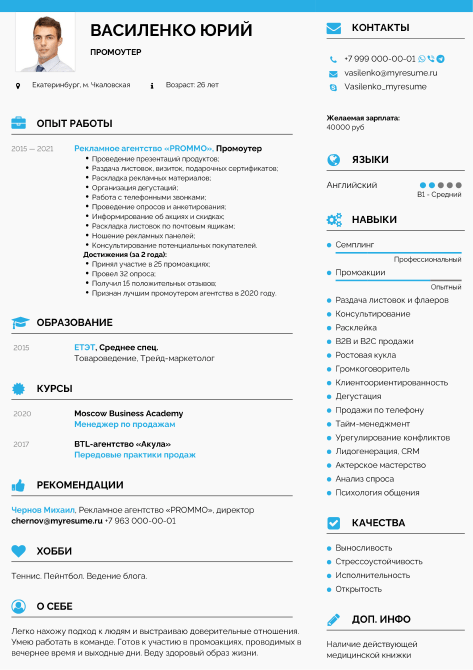 ВАСИЛЕНКО ЮРИЙ
ПРОМОУТЕР
Екатеринбург, м. Чкаловская
Возраст: 26 лет
ОПЫТ РАБОТЫ
2015 — 2021
Рекламное агентство «PROMMO», Промоутер
Проведение презентаций продуктов;
Раздача листовок, визиток, подарочных сертификатов;
Раскладка рекламных материалов;
Организация дегустаций;
Работа с телефонными звонками;
Проведение опросов и анкетирования;
Информирование об акциях и скидках;
Раскладка листовок по почтовым ящикам;
Ношение рекламных панелей;
Консультирование потенциальных покупателей.
Достижения (за 2 года):
Принял участие в 25 промоакциях;
Провел 32 опроса;
Получил 15 положительных отзывов;
Признан лучшим промоутером агентства в 2020 году.
ОБРАЗОВАНИЕ
2015
ЕТЭТ, Среднее спец.
Товароведение, Трейд-маркетолог
КУРСЫ
2020
Moscow Business Academy
Менеджер по продажам
2017
BTL-агентство «Акула»
Передовые практики продаж
РЕКОМЕНДАЦИИ
Чернов Михаил, Рекламное агентство «PROMMO», директор
chernov@myresume.ru +7 963 000-00-01
ХОББИ
Теннис. Пейнтбол. Ведение блога.
О СЕБЕ
Легко нахожу подход к людям и выстраиваю доверительные отношения.
Умею работать в команде. Готов к участию в промоакциях, проводимых в
вечернее время и выходные дни. Веду здоровый образ жизни.
КОНТАКТЫ
+7 999 000-00-01
vasilenko@myresume.ru
Vasilenko_myresume
Желаемая зарплата:
40000 руб
ЯЗЫКИ
Английский
B1 - Средний
НАВЫКИ
Семплинг
Профессиональный
Промоакции
Опытный
Раздача листовок и флаеров
Консультирование
Расклейка
B2B и B2C продажи
Ростовая кукла
Громкоговоритель
Клиентоориентированность
Дегустация
Продажи по телефону
Тайм-менеджмент
Урегулирование конфликтов
Лидогенерация, CRM
Актерское мастерство
Анализ спроса
Психология общения
КАЧЕСТВА
Выносливость
Стрессоустойчивость
Исполнительность
Открытость
ДОП. ИНФО
Наличие действующей
медицинской книжки